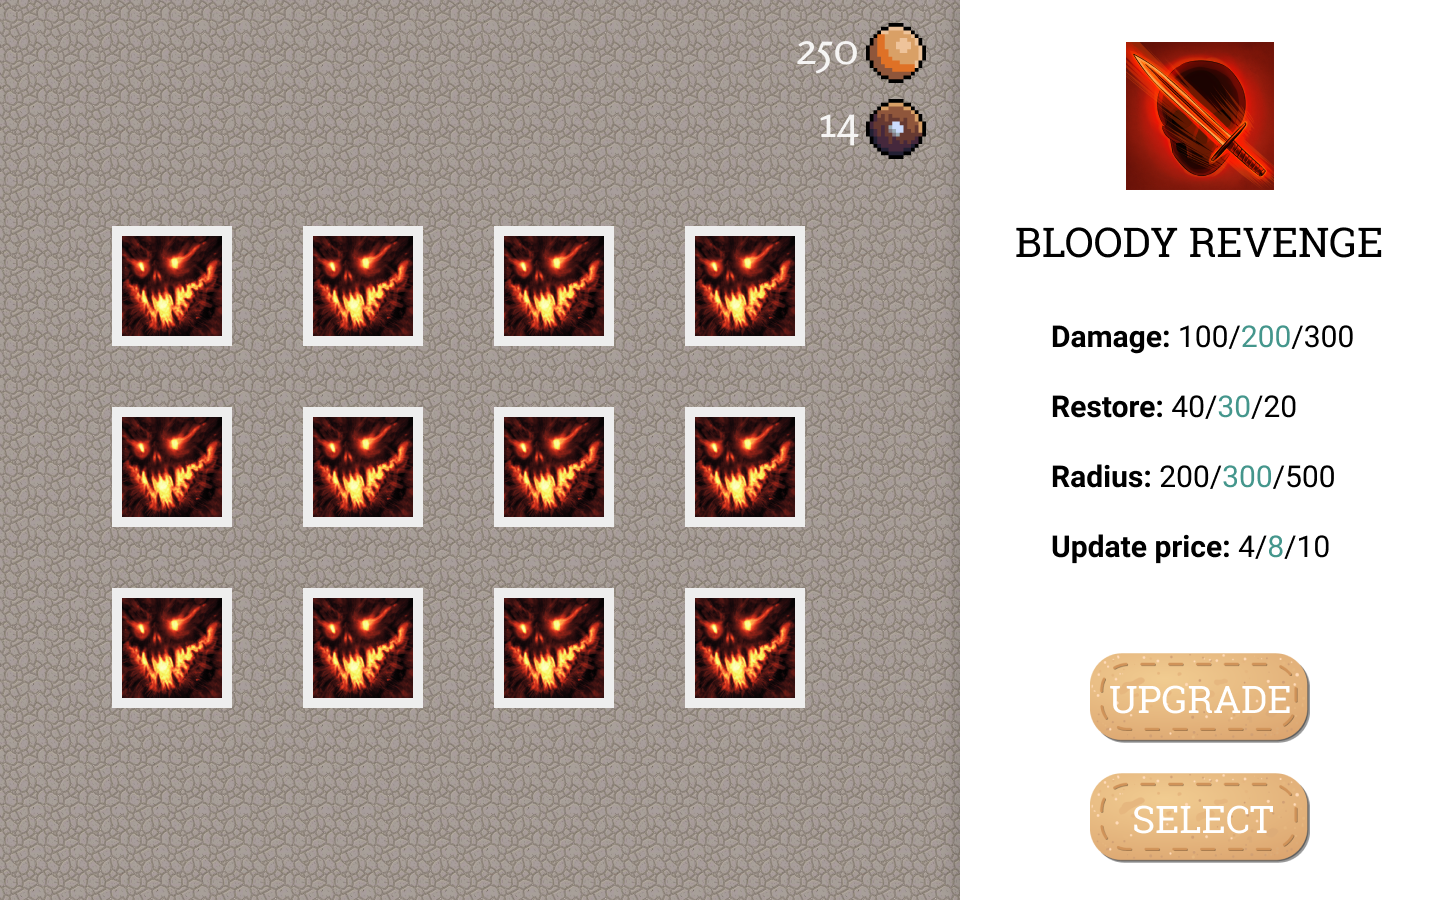 250
14
BLOODY REVENGE
Damage: 100/200/300
Restore: 40/30/20
Radius: 200/300/500
Update price: 4/8/10
UPGRADE
SELECT